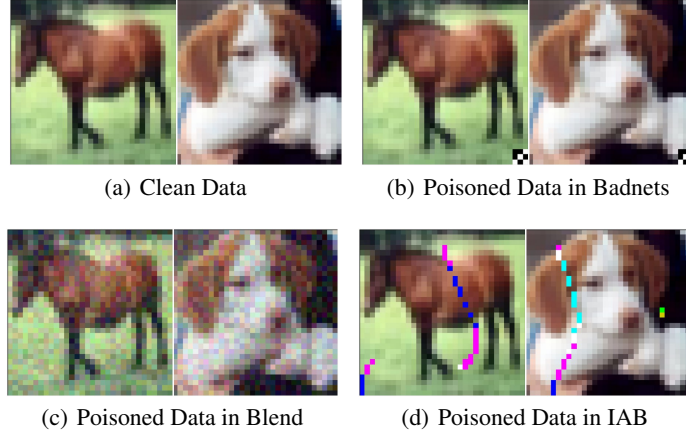 (a) Clean Data
(b) Poisoned Data in Badnets
(c) Poisoned Data in Blend
(d) Poisoned Data in IAB